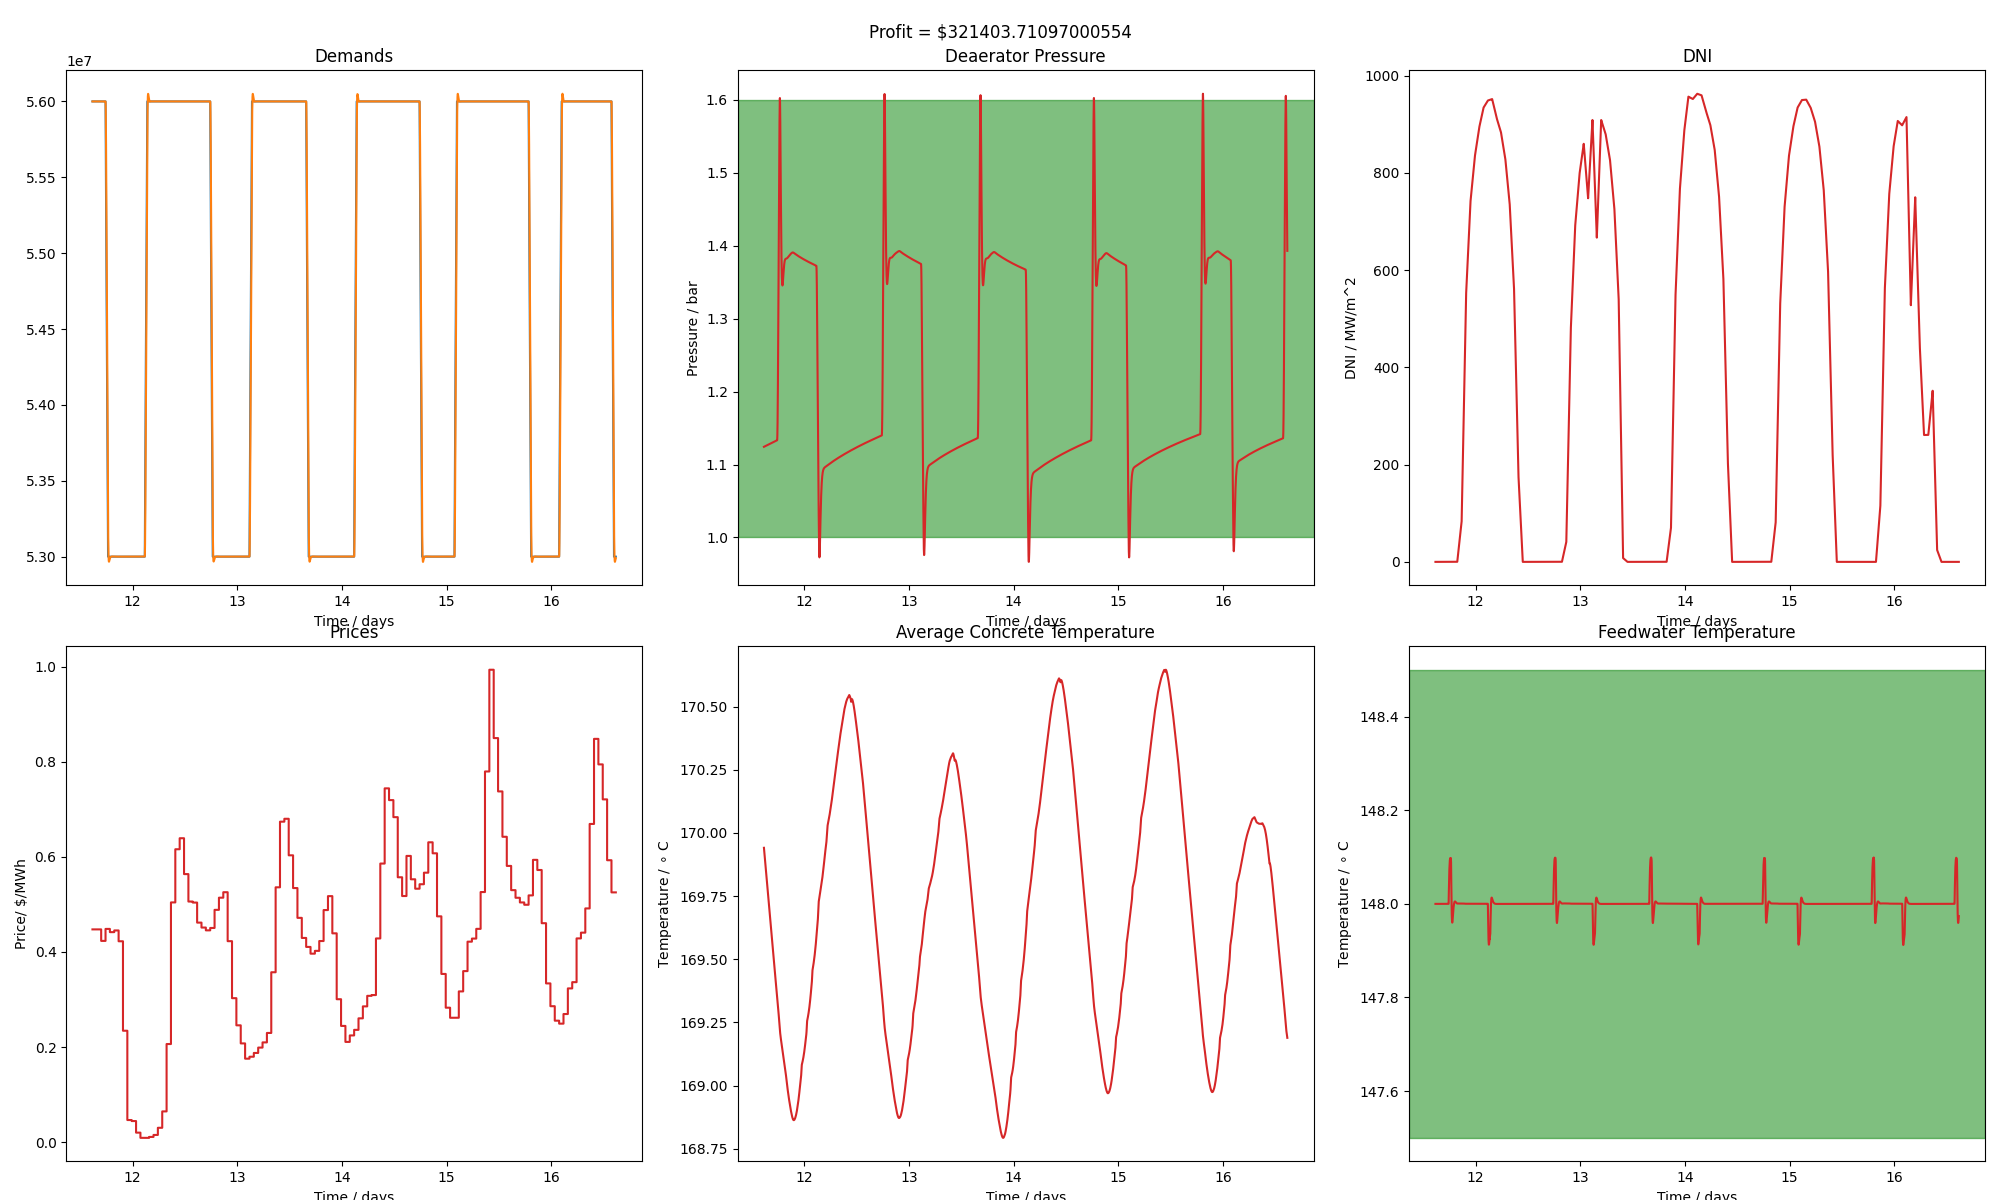 Profit = $321403.71097000554
Demands
1e7
5.60
5.55
5.50
5.45
5.40
5.35
5.30
12 13 14 15 16
Time / days
Deaerator Pressure
Pressure / bar
1.6
1.5
1.4
1.3
1.2
1.1
1.0
12 13 14 15 16
Time / days
DNI
DNI / MW/m^2
1000
800
600
400
200
0
12 13 14 15 16
Time / days
Prices
Price/ $/MWh
1.0
0.8
0.6
0.4
0.2
0.0
12 13 14 15 16
Time / days
Average Concrete Temperature
Temperature / ∘ C
170.50
170.25
170.00
169.75
169.50
169.25
169.00
168.75
12 13 14 15 16
Time / days
Feedwater Temperature
Temperature / ∘ C
148.4
148.2
148.0
147.8
147.6
12 13 14 15 16
Time / days